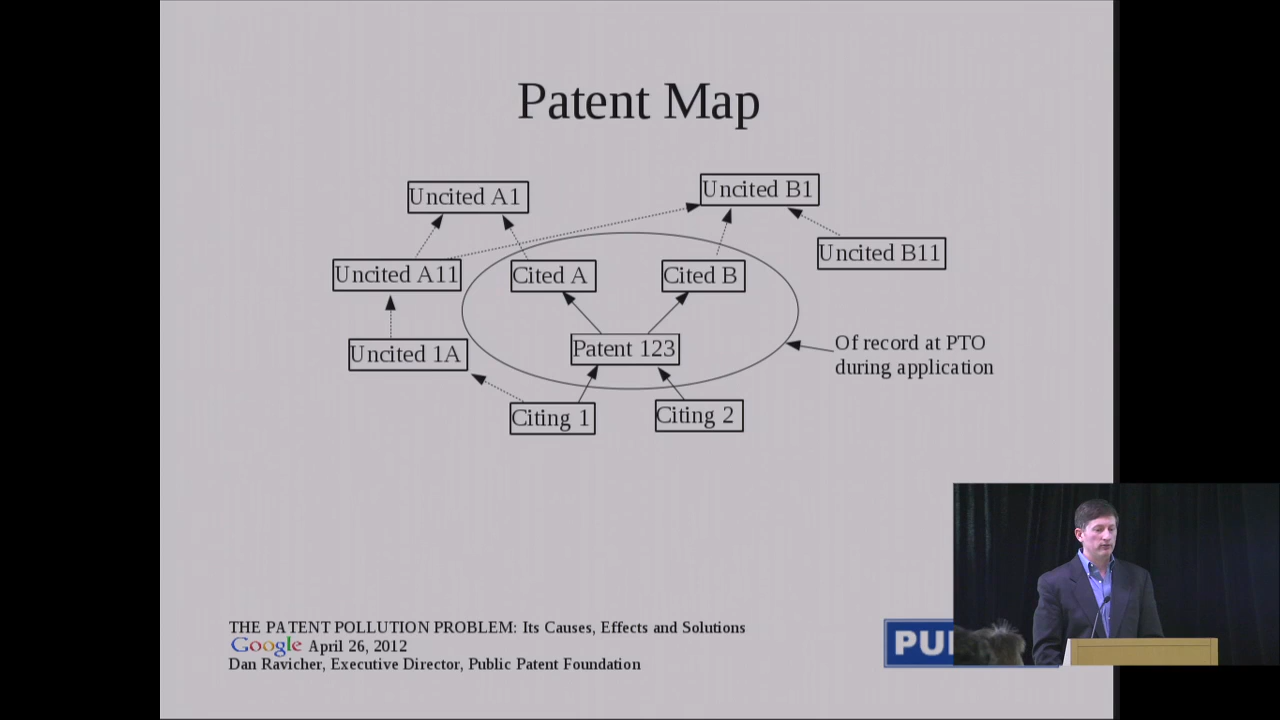 Patent Map
Uncited A1
Uncited B1
Uncited B11
Uncited A11
Cited A
Cited B
Uncited 1A
Patent 123
Of record at PTO
during application
Citing 1
Citing 2
THE PATENT POLLUTION PROBLEM: Its Causes, Effects and Solutions
Google April 26, 2012
Dan Ravicher, Executive Director, Public Patent Foundation